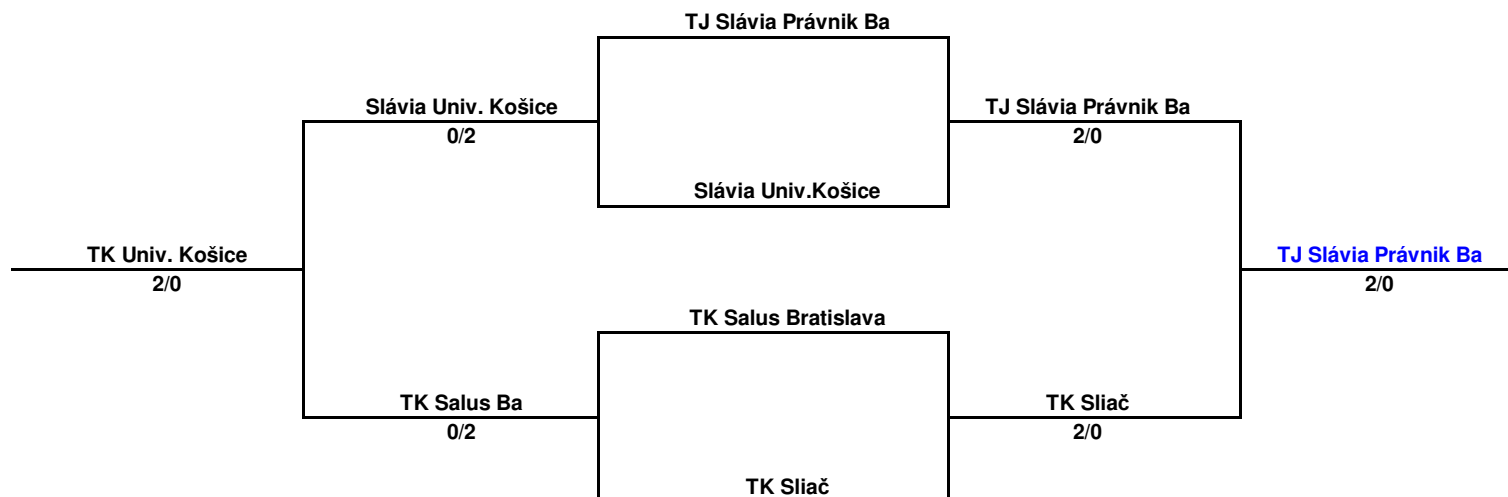 TJ Slávia Právnik Ba
Slávia Univ. Košice
TJ Slávia Právnik Ba
0/2
2/0
Slávia Univ.Košice
TK Univ. Košice
TJ Slávia Právnik Ba
2/0
2/0
TK Salus Bratislava
TK Salus Ba
TK Sliač
0/2
2/0
TK Sliač